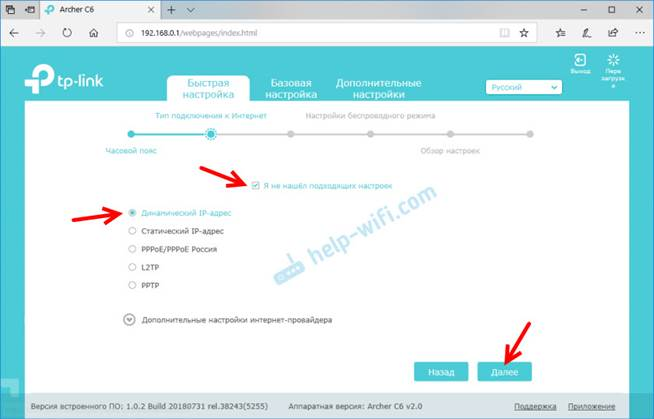 Archer C6
192.168.0.1/webpages/index.html
tp-link
Быстрая
настройка
Базовая
настройка
Дополнительные
настройки
Русский
Выход
Пере
загрузк
а
Тип подключения к Интернет
Настройки беспроводного режима
Часовой пояс
Обзор настроек
Я не нашёл подходящих настроек
Динамический IP-адрес
Статический IP-адрес
PPPoE/PPPoE Россия
L2TP
PPTP
help-wifi.com
Дополнительные настройки интернет-провайдера
Назад
Далее
Версия встроенного ПО: 1.0.2 Build 20180731 rel.38243(5255)
Аппаратная версия: Archer C6 v2.0
Поддержка
Приложение